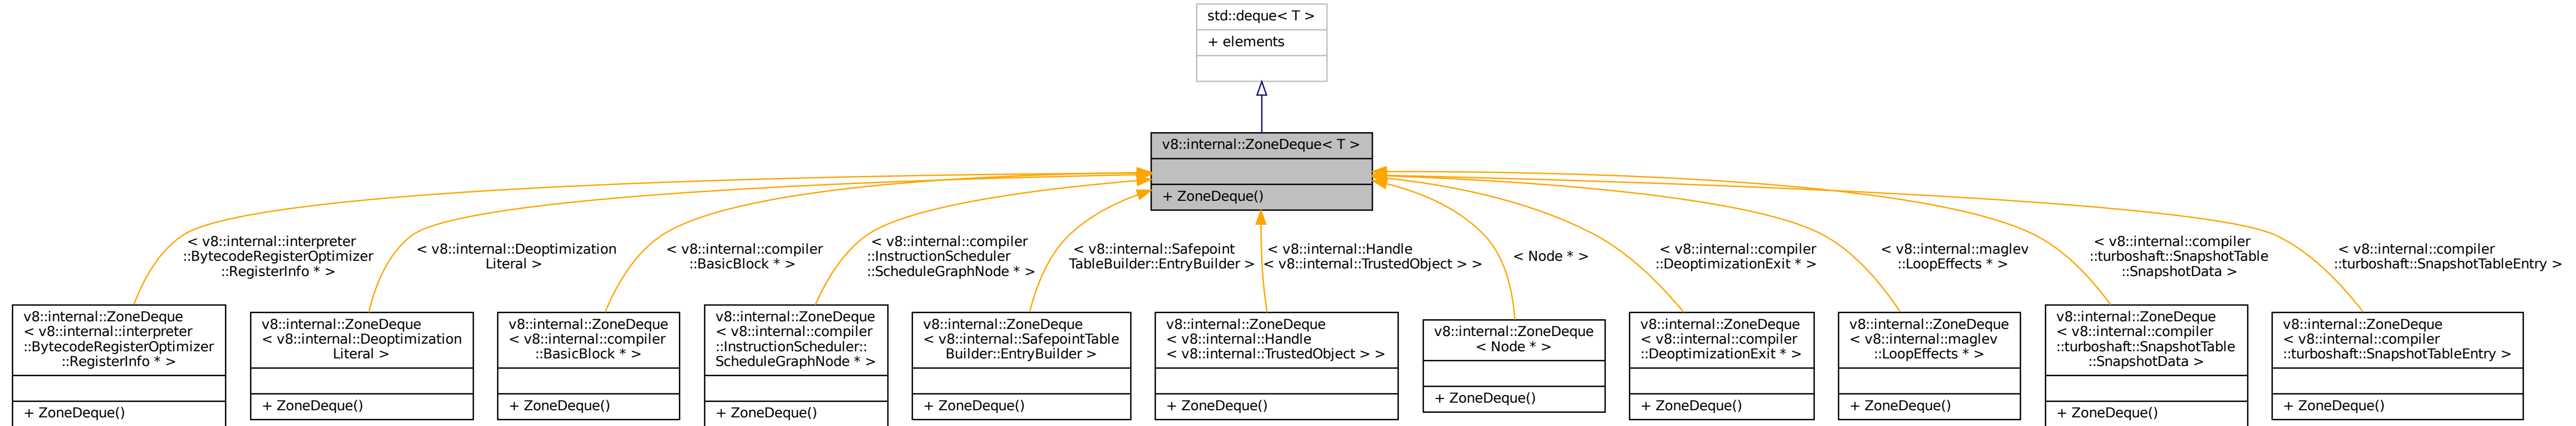 std::deque< T >
+ elements
v8::internal::ZoneDeque< T >
+ ZoneDeque()
< v8::internal::interpreter
::BytecodeRegisterOptimizer
::RegisterInfo * >
< v8::internal::Deoptimization
Literal >
< v8::internal::compiler
::BasicBlock * >
< v8::internal::compiler
::InstructionScheduler
::ScheduleGraphNode * >
< v8::internal::Safepoint
TableBuilder::EntryBuilder >
< v8::internal::Handle
< v8::internal::TrustedObject > >
< Node * >
< v8::internal::compiler
::DeoptimizationExit * >
< v8::internal::maglev
::LoopEffects * >
< v8::internal::compiler
::turboshaft::SnapshotTable
::SnapshotData >
< v8::internal::compiler
::turboshaft::SnapshotTableEntry >
v8::internal::ZoneDeque
< v8::internal::interpreter
::BytecodeRegisterOptimizer
::RegisterInfo * >
+ ZoneDeque()
v8::internal::ZoneDeque
< v8::internal::Deoptimization
Literal >
+ ZoneDeque()
v8::internal::ZoneDeque
< v8::internal::compiler
::BasicBlock * >
+ ZoneDeque()
v8::internal::ZoneDeque
< v8::internal::compiler
::InstructionScheduler::
ScheduleGraphNode * >
+ ZoneDeque()
v8::internal::ZoneDeque
< v8::internal::SafepointTable
Builder::EntryBuilder >
+ ZoneDeque()
v8::internal::ZoneDeque
< v8::internal::Handle
< v8::internal::TrustedObject > >
+ ZoneDeque()
v8::internal::ZoneDeque
< Node * >
+ ZoneDeque()
v8::internal::ZoneDeque
< v8::internal::compiler
::DeoptimizationExit * >
+ ZoneDeque()
v8::internal::ZoneDeque
< v8::internal::maglev
::LoopEffects * >
+ ZoneDeque()
v8::internal::ZoneDeque
< v8::internal::compiler
::turboshaft::SnapshotTable
::SnapshotData >
+ ZoneDeque()
v8::internal::ZoneDeque
< v8::internal::compiler
::turboshaft::SnapshotTableEntry >
+ ZoneDeque()